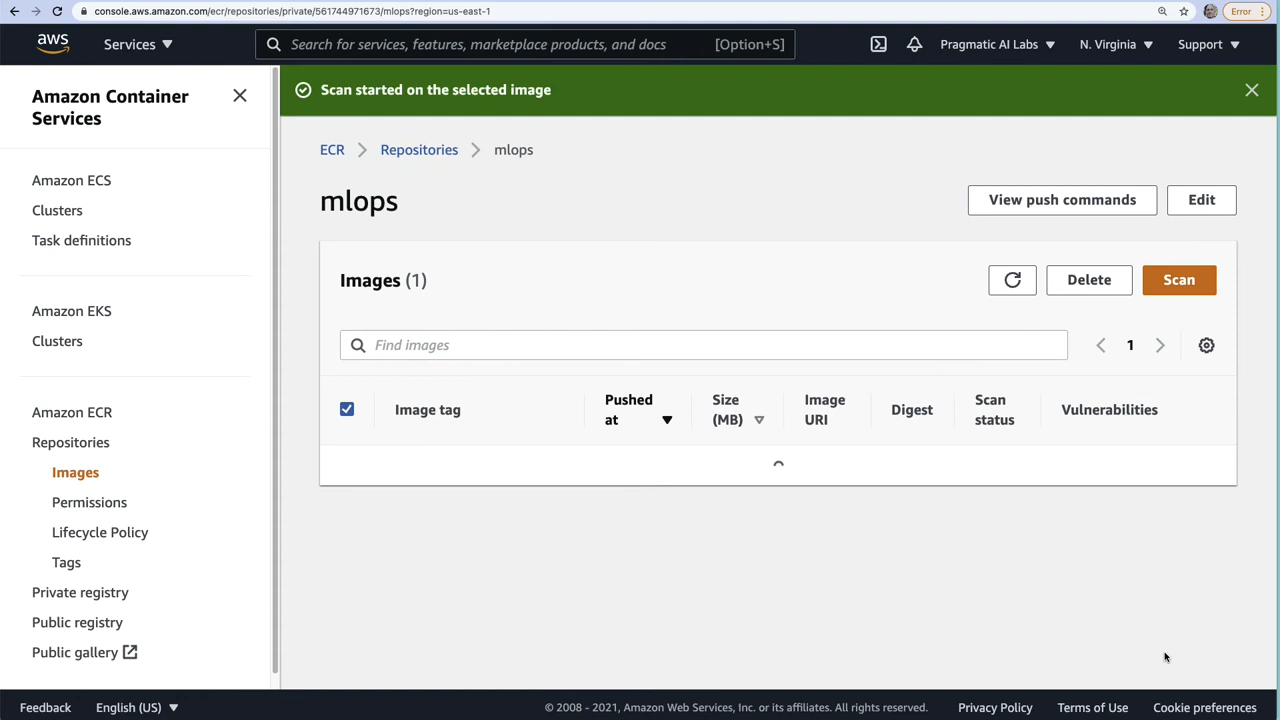 console.aws.amazon.com/ecr/repositories/private/561744971673/mlops?region=us-east-1
Error
aws
Services
Search for services, features, marketplace products, and docs
[Option+S]
Pragmatic AI Labs
N. Virginia
Support
Amazon Container
Services
Amazon ECS
Clusters
Task definitions
Amazon EKS
Clusters
Amazon ECR
Repositories
Images
Permissions
Lifecycle Policy
Tags
Private registry
Public registry
Public gallery
Scan started on the selected image
ECR
Repositories
mlops
mlops
View push commands
Edit
Images (1)
Delete
Scan
Find images
1
Image tag
Pushed
at
Size
(MB)
Image
URI
Digest
Scan
status
Vulnerabilities
Feedback
English (US)
© 2008 - 2021, Amazon Web Services, Inc. or its affiliates. All rights reserved.
Privacy Policy
Terms of Use
Cookie preferences